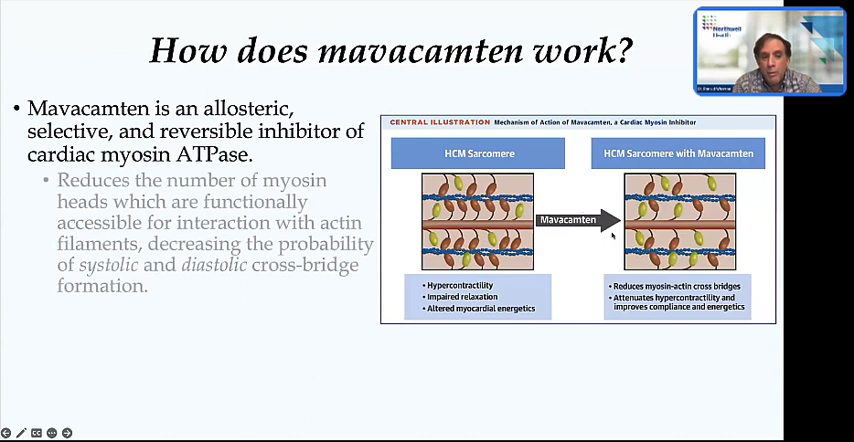 How does mavacamten work?
Northwell
Health
• Mavacamten is an allosteric,
selective, and reversible inhibitor of
cardiac myosin ATPase.
• Reduces the number of myosin
heads which are functionally
accessible for interaction with actin
filaments, decreasing the probability
of systolic and diastolic cross-bridge
formation.
CENTRAL ILLUSTRATION Mechanism of Action of Mavacamten, a Cardiac Myosin Inhibitor
HCM Sarcomere
HCM Sarcomere with Mavacamten
Mavacamten
• Hypercontractility
• Impaired relaxation
• Altered myocardial energetics
• Reduces myosin-actin cross bridges
• Attenuates hypercontractility and
improves compliance and energetics
CC